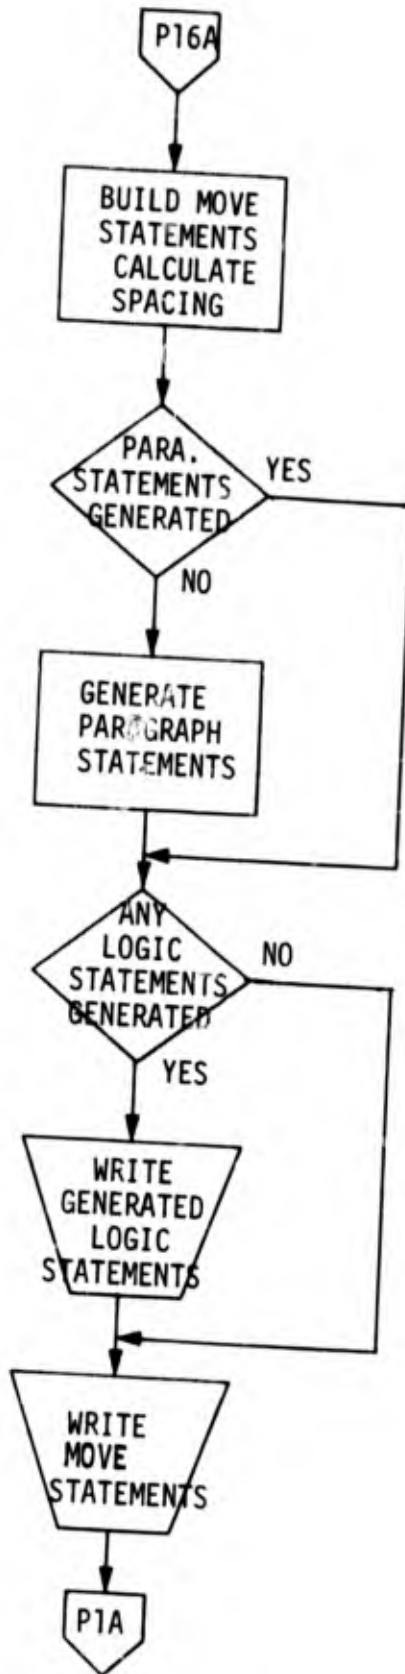 P16A
BUILD MOVE
STATEMENTS
CALCULATE
SPACING
PARA.
STATEMENTS
GENERATED
YES
NO
GENERATE
PARAGRAPH
STATEMENTS
ANY
LOGIC
STATEMENTS
GENERATED
NO
YES
WRITE
GENERATED
LOGIC
STATEMENTS
WRITE
MOVE
STATEMENTS
P1A